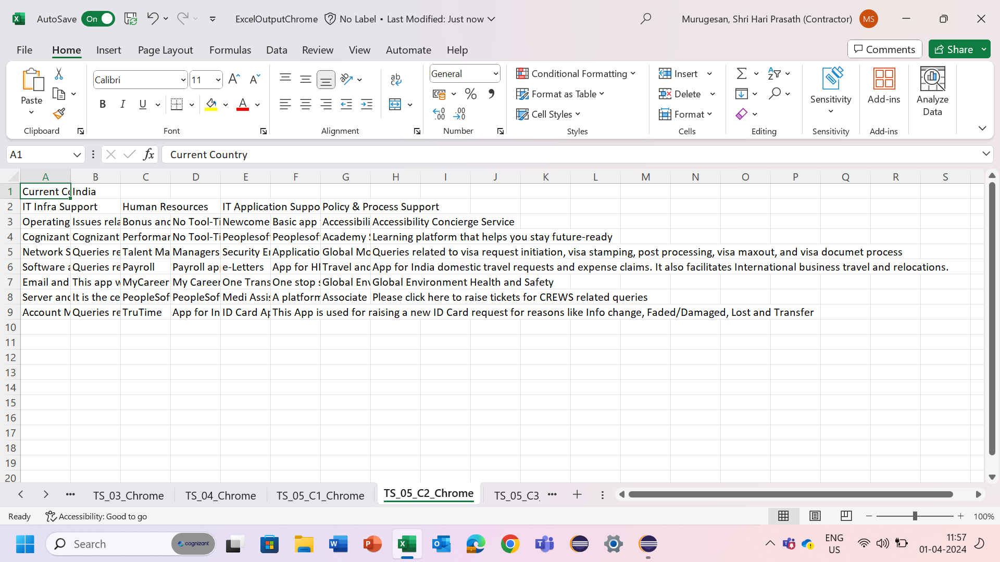 AutoSave On ExcelOutputChrome No Label • Last Modified: Just now Murugesan, Shri Hari Prasath (Contractor) MS
File Home Insert Page Layout Formulas Data Review View Automate Help Comments Share
Paste
Clipboard
Calibri 11
B I U
Font
Alignment
General
Number
Conditional Formatting
Format as Table
Cell Styles
Styles
Insert
Delete
Format
Cells
Editing
Sensitivity
Sensitivity
Add-ins
Add-ins
Analyze
Data
A1 fx Current Country
A B C D E F G H I J K L M N O P Q R S
1 Current Co India
2 IT Infra Support Human Resources IT Application Suppo Policy & Process Support
3 Operating Issues rela Bonus and No Tool-Ti Newcome Basic app Accessibili Accessibility Concierge Service
4 Cognizant Cognizant Performar No Tool-Ti Peoplesof Peoplesof Academy Learning platform that helps you stay future-ready
5 Network S Queries re Talent Ma Managers Security E Applicatio Global Mo Queries related to visa request initiation, visa stamping, post processing, visa maxout, and visa documet process
6 Software a Queries re Payroll Payroll app e-Letters App for H Travel and App for India domestic travel requests and expense claims. It also facilitates International business travel and relocations.
7 Email and This app w MyCareer My Career One Trans One stop s Global Env Global Environment Health and Safety
8 Server and It is the ce PeopleSof PeopleSof Medi Assis A platform Associate Please click here to raise tickets for CREWS related queries
9 Account M Queries re TruTime App for In ID Card Ap This App is used for raising a new ID Card request for reasons like Info change, Faded/Damaged, Lost and Transfer
10
11
12
13
14
15
16
17
18
19
20
TS_03_Chrome TS_04_Chrome TS_05_C1_Chrome TS_05_C2_Chrome TS_05_C3
Ready Accessibility: Good to go 100%
Search cognizant ENG
US
11:57
01-04-2024